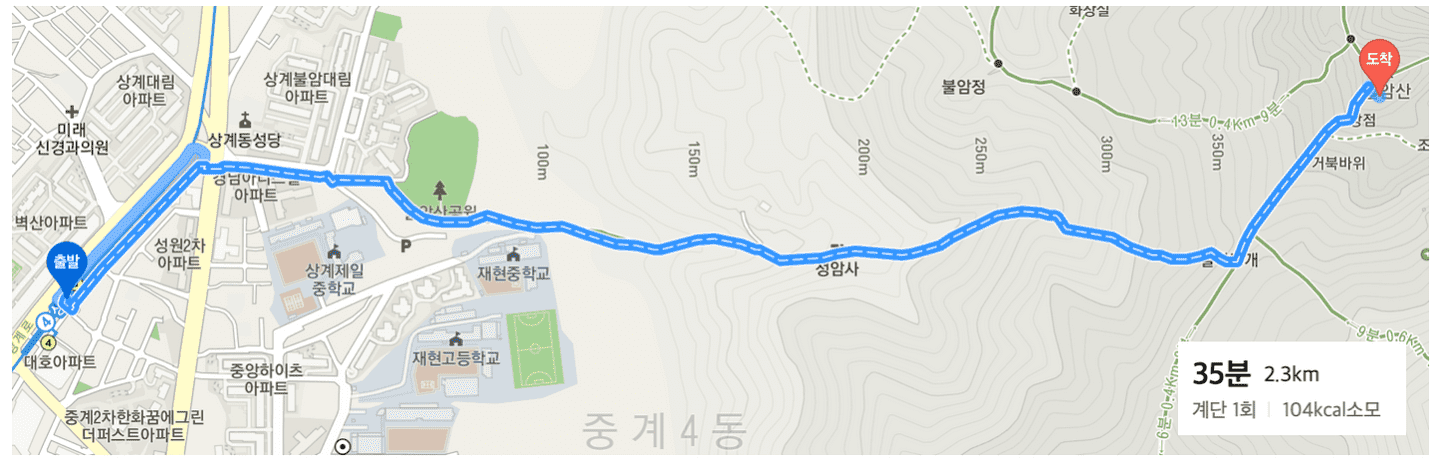 화상실
도착
암산
상계대림
아파트
상계불암대림
아파트
불암정
미래
신경과의원
상계동성당
13분 0.4Km 9분
거북바위
100m
150m
200m
250m
300m
350m
아파트
벽산아파트
성원2차
아파트
출발
P
상계제일
중학교
재현중학교
성암사
개
4
4
대호아파트
재현고등학교
9분 0.6Km
35분 2.3km
계단 1회 | 104kcal소모
중앙하이츠
아파트
6분 0.4Km
중계2차한화꿈에그린
더퍼스트아파트
중계4동